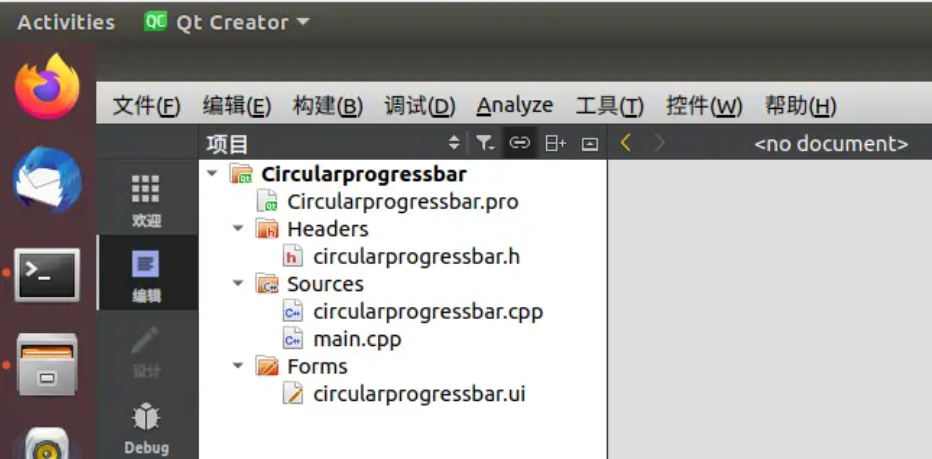 Activities Qt Creator
文件(F) 编辑(E) 构建(B) 调试(D) Analyze 工具(T) 控件(W) 帮助(H)
项目 <no document>
Circularprogressbar
Circularprogressbar.pro
欢迎
Headers
circularprogressbar.h
Sources
编辑
circularprogressbar.cpp
main.cpp
Forms
设计
circularprogressbar.ui
Debug